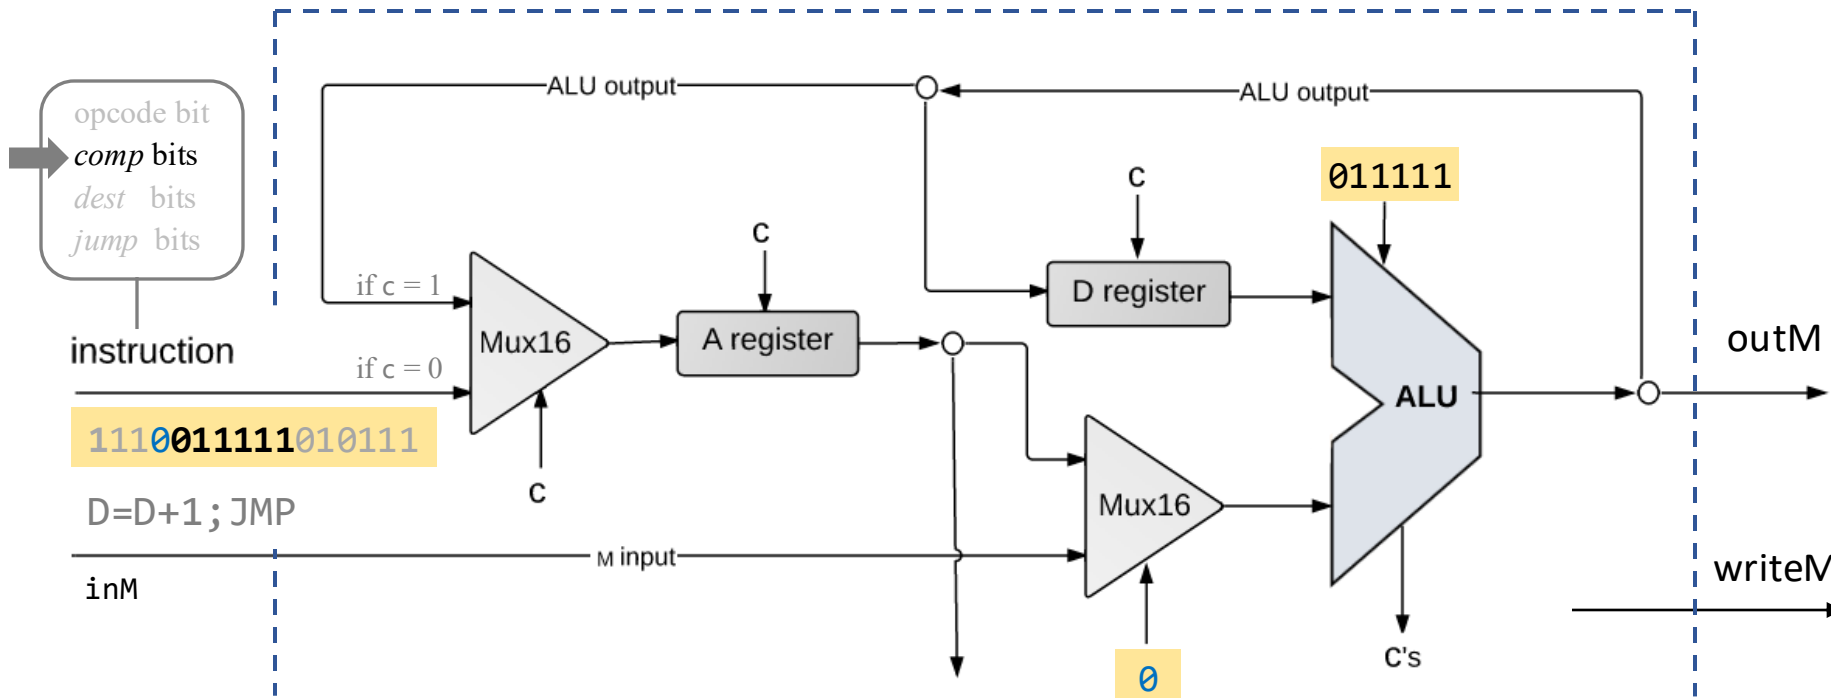 ALU output
ALU output
opcode bit
comp bits
dest bits
jump bits
c
011111
c
if c = 1
D register
Mux16
A register
instruction
if c = 0
outM
ALU
1110011111010111
c
Mux16
D=D+1;JMP
M input
writeM
inM
c's
0